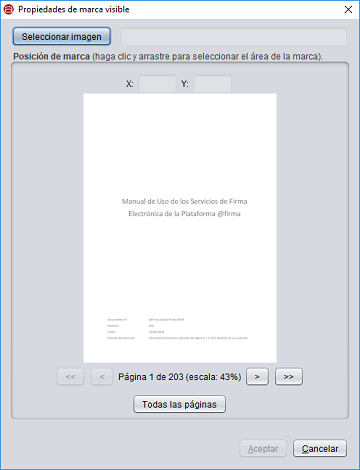 Propiedades de marca visible
Seleccionar imagen
Posición de marca (haga clic y arrastre para seleccionar el área de la marca).
X: Y:
Manual de Uso de los Servicios de Firma
Electrónica de la Plataforma @firma
<< < Página 1 de 203 (escala: 43%) > >>
Todas las páginas
Aceptar Cancelar